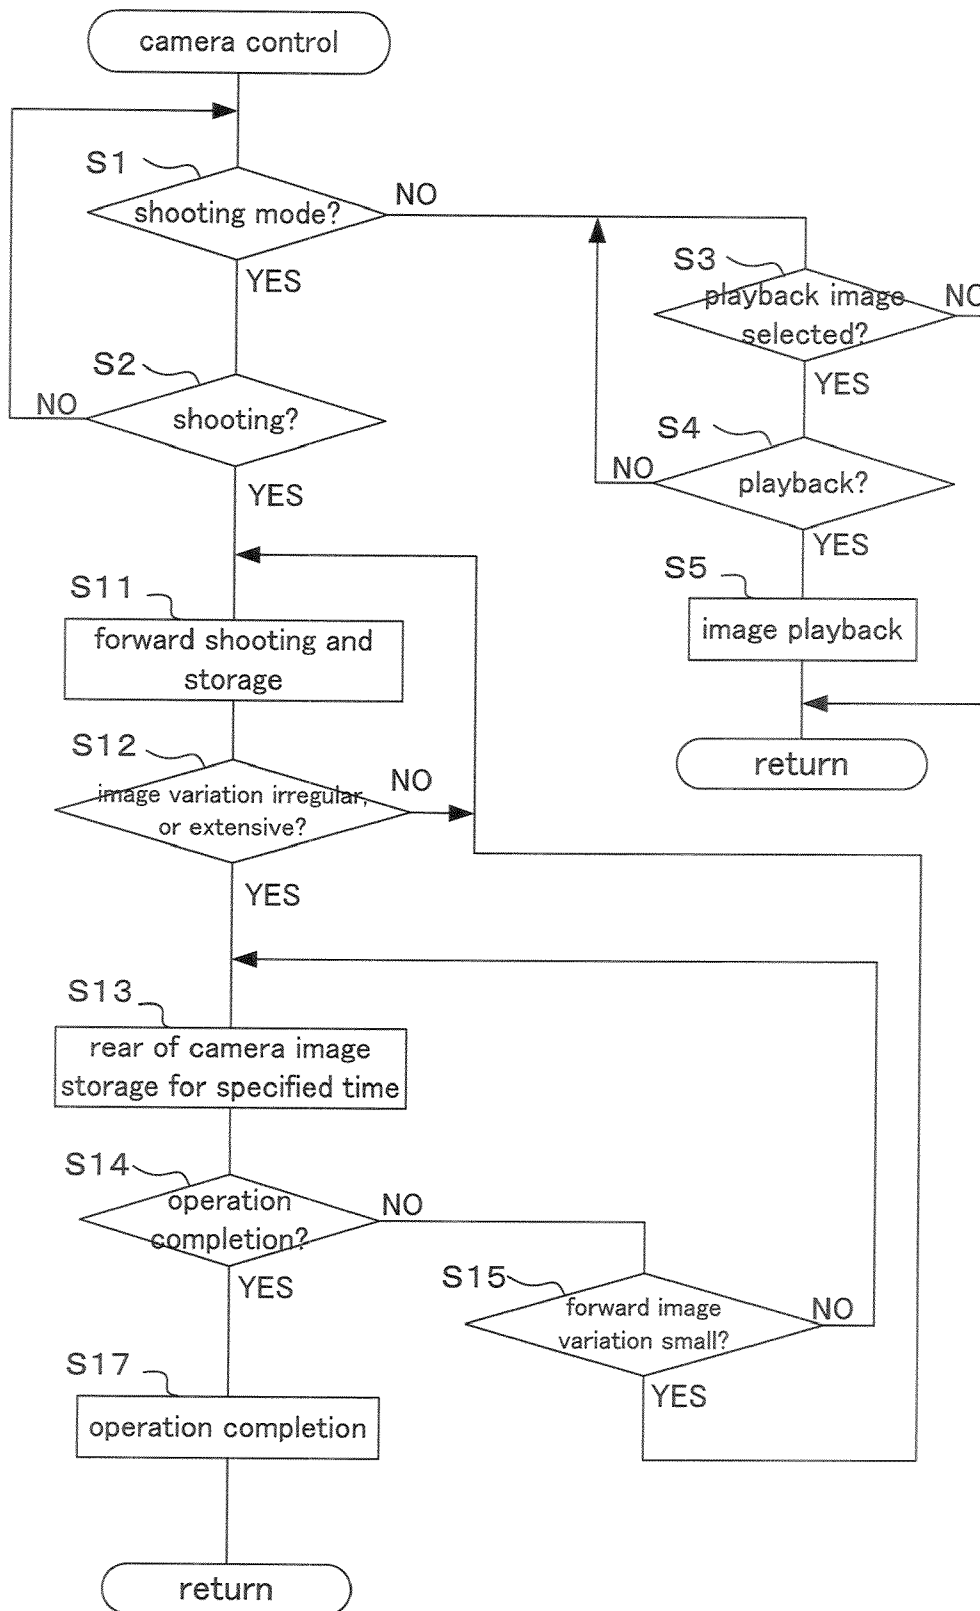 camera control
S1
shooting mode?
NO
YES
S2
shooting?
NO
YES
S3
playback image
selected?
NO
YES
S4
playback?
NO
YES
S5
image playback
return
S11
forward shooting and
storage
S12
image variation irregular,
or extensive?
NO
YES
S13
rear of camera image
storage for specified time
S14
operation
completion?
NO
YES
S15
forward image
variation small?
NO
YES
S17
operation completion
return